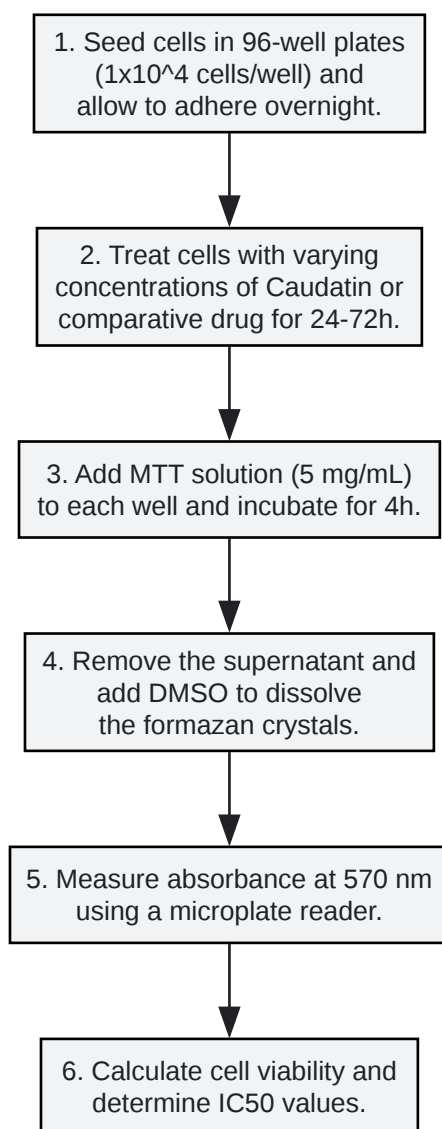 1. Seed cells in 96-well plates
(1x10^4 cells/well) and
allow to adhere overnight.
2. Treat cells with varying
concentrations of Caudatin or
comparative drug for 24-72h.
3. Add MTT solution (5 mg/mL)
to each well and incubate for 4h.
4. Remove the supernatant and
add DMSO to dissolve
the formazan crystals.
5. Measure absorbance at 570 nm
using a microplate reader.
6. Calculate cell viability and
determine IC50 values.